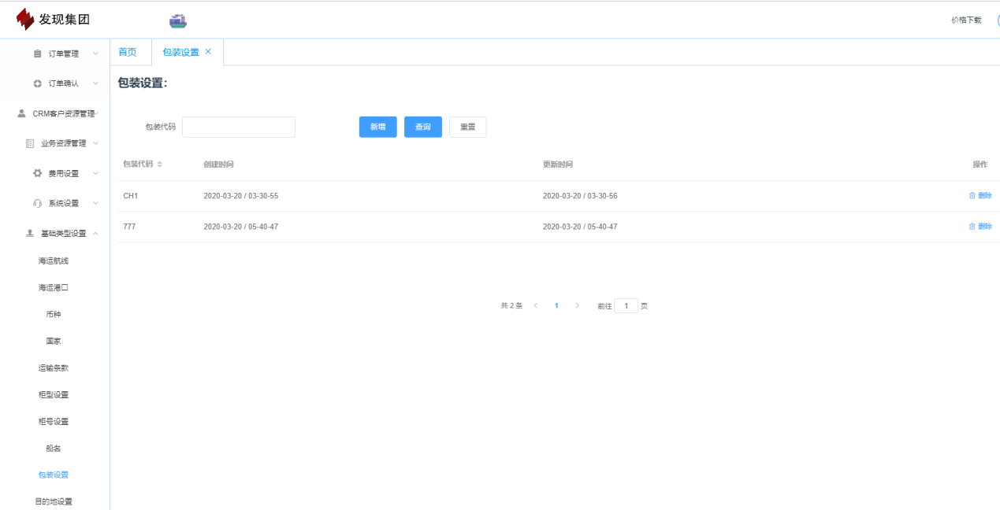 发现集团
价格下载
订单管理
订单确认
CRM客户资源管理
业务资源管理
费用设置
系统设置
基础类型设置
海运航线
海运港口
币种
国家
运输条款
柜型设置
柜号设置
船名
包装设置
目的地设置
首页 包装设置 ×
包装设置：
包装代码 新增 查询 重置
包装代码 创建时间 更新时间 操作
CH1 2020-03-20 / 03-30-55 2020-03-20 / 03-30-56 删除
777 2020-03-20 / 05-40-47 2020-03-20 / 05-40-47 删除
共 2 条 < 1 > 前往 1 页